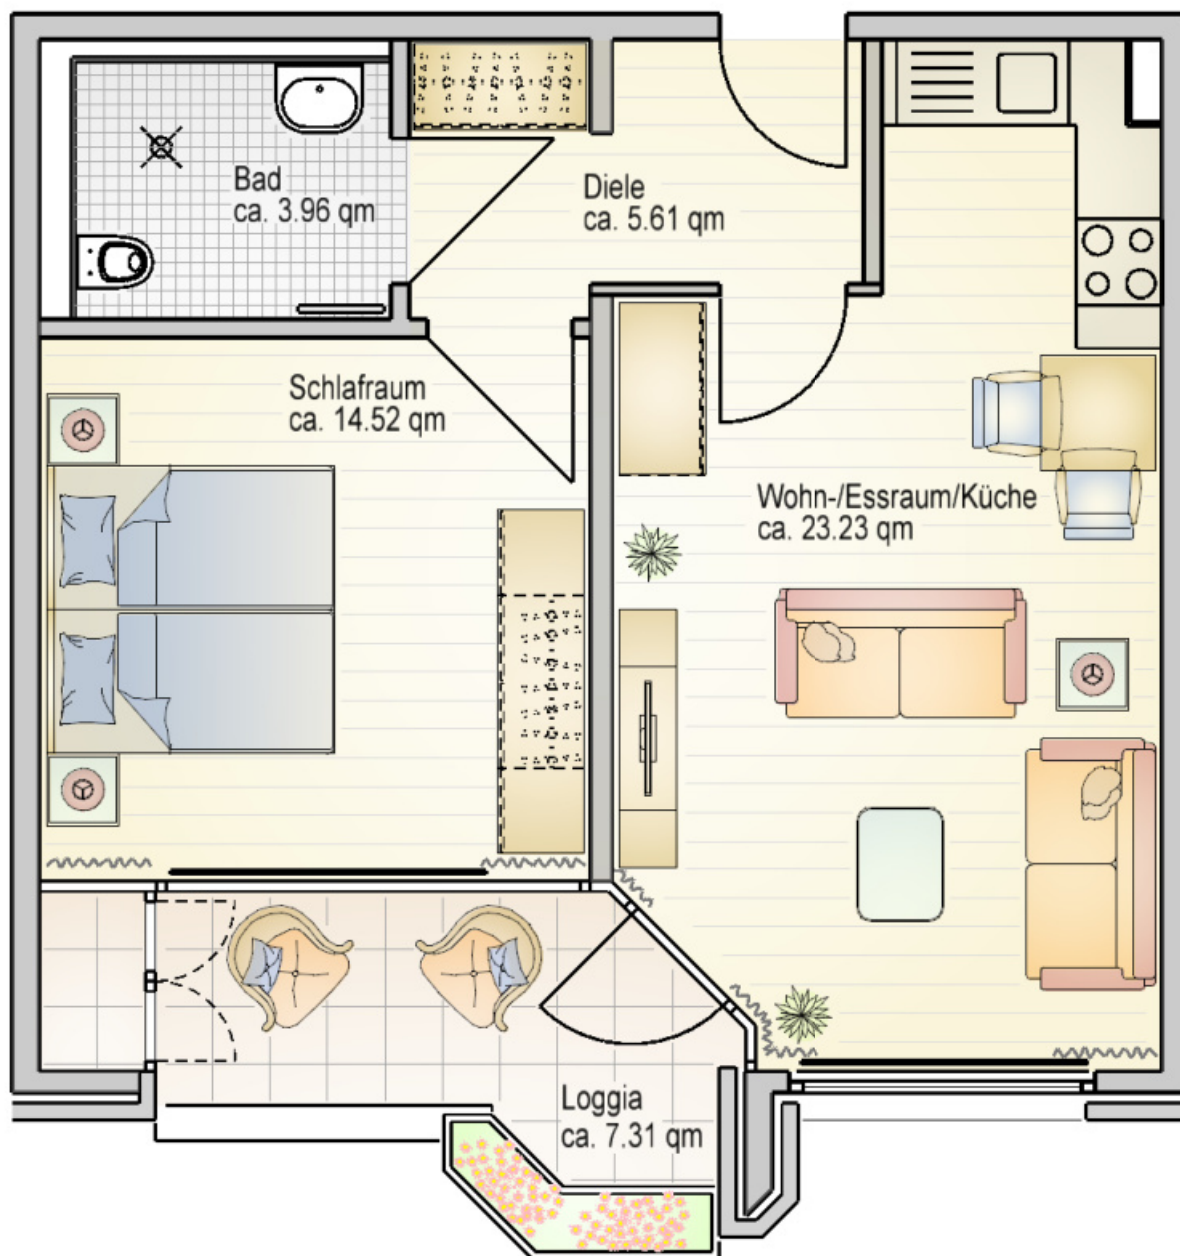 Bad
ca. 3.96 qm
Diele
ca. 5.61 qm
Schlafraum
ca. 14.52 qm
Wohn-/Essraum/Küche
ca. 23.23 qm
Loggia
ca. 7.31 qm